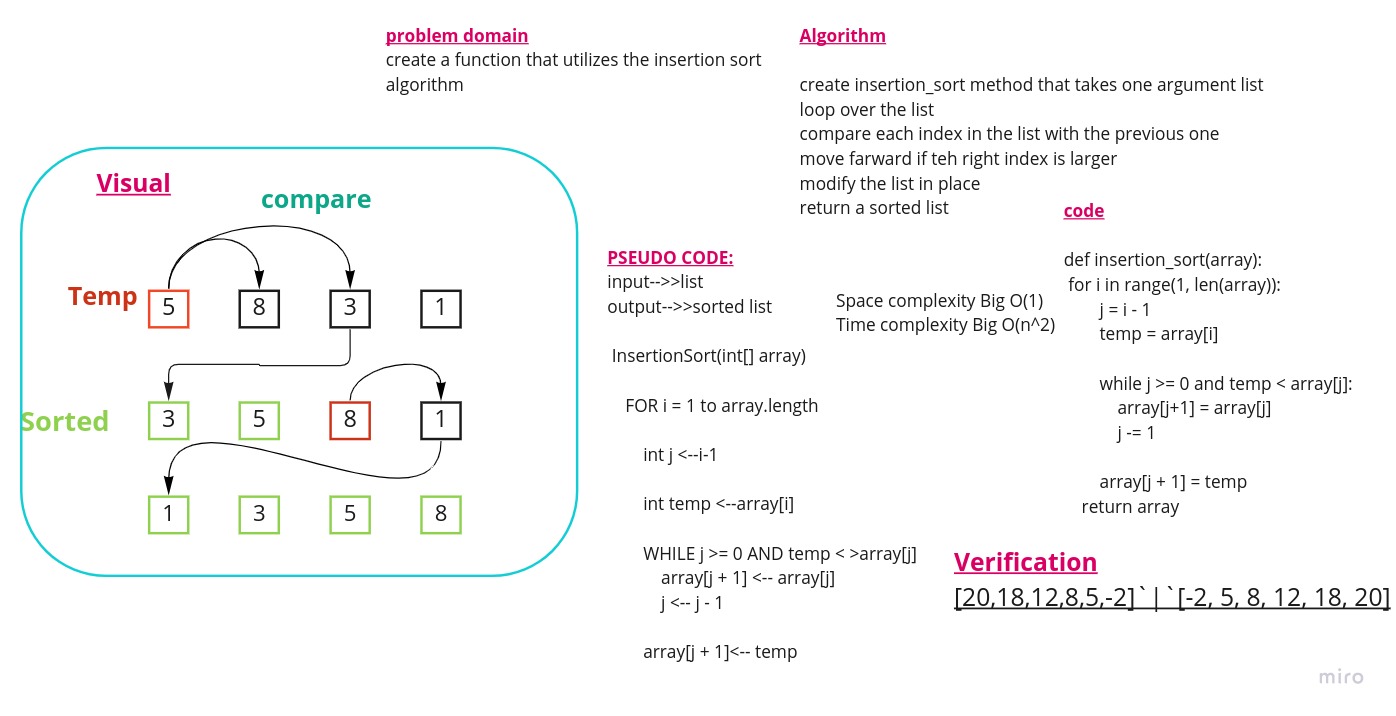 problem domain
create a function that utilizes the insertion sort
algorithm
Algorithm
create insertion_sort method that takes one argument list
loop over the list
compare each index in the list with the previous one
move farward if teh right index is larger
modify the list in place
return a sorted list
Visual
compare
Temp
5 8 3 1
Sorted
3 5 8 1
1 3 5 8
PSEUDO CODE:
input-->>list
output-->>sorted list
InsertionSort(int[] array)
FOR i = 1 to array.length
int j <--i-1
int temp <--array[i]
WHILE j >= 0 AND temp < >array[j]
array[j + 1] <-- array[j]
j <-- j - 1
array[j + 1]<-- temp
Space complexity Big O(1)
Time complexity Big O(n^2)
code
def insertion_sort(array):
for i in range(1, len(array)):
j = i - 1
temp = array[i]
while j >= 0 and temp < array[j]:
array[j+1] = array[j]
j -= 1
array[j + 1] = temp
return array
Verification
[20,18,12,8,5,-2]`|`[-2, 5, 8, 12, 18, 20]
miro